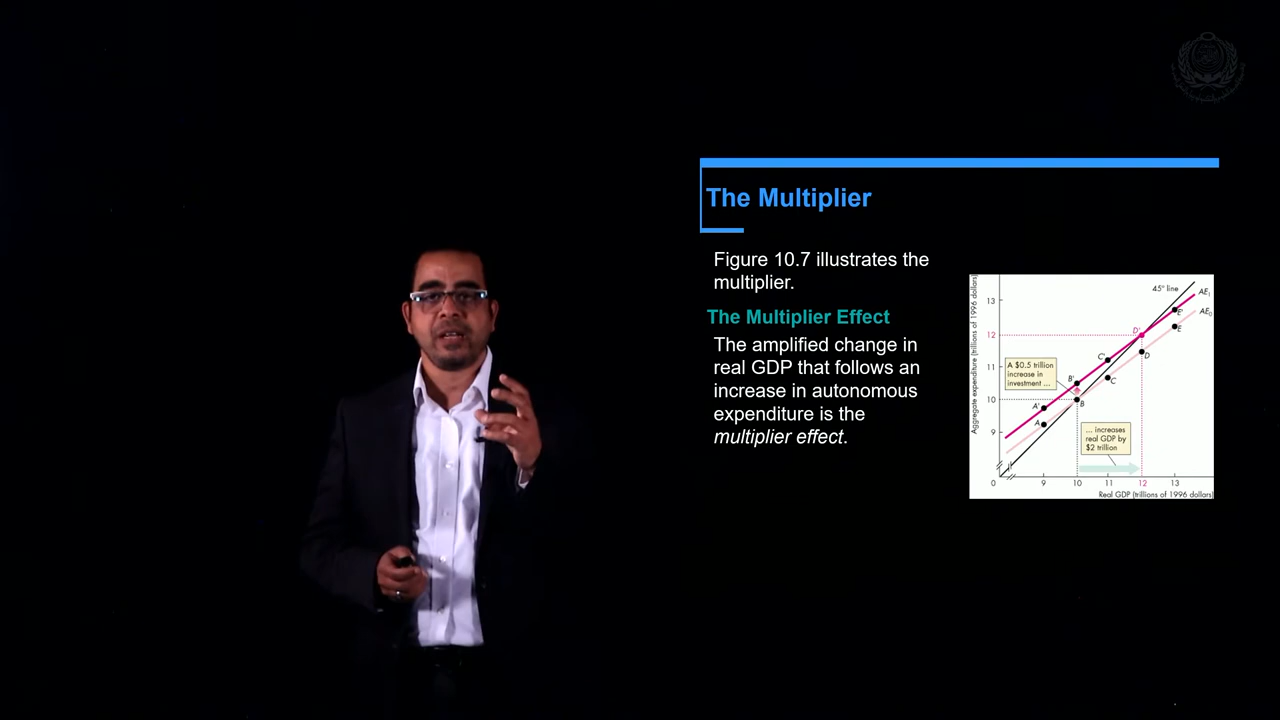 The Multiplier
Figure 10.7 illustrates the
multiplier.
The Multiplier Effect
The amplified change in
real GDP that follows an
increase in autonomous
expenditure is the
multiplier effect.
Aggregate expenditure (trillions of 1996 dollars)
45° line
AE₁
AE₀
13
12
11
10
9
A $0.5 trillion
increase in
investment ...
... increases
real GDP by
$2 trillion
A'
B'
C'
D'
E'
A
B
C
D
E
0
9
10
11
12
13
Real GDP (trillions of 1996 dollars)